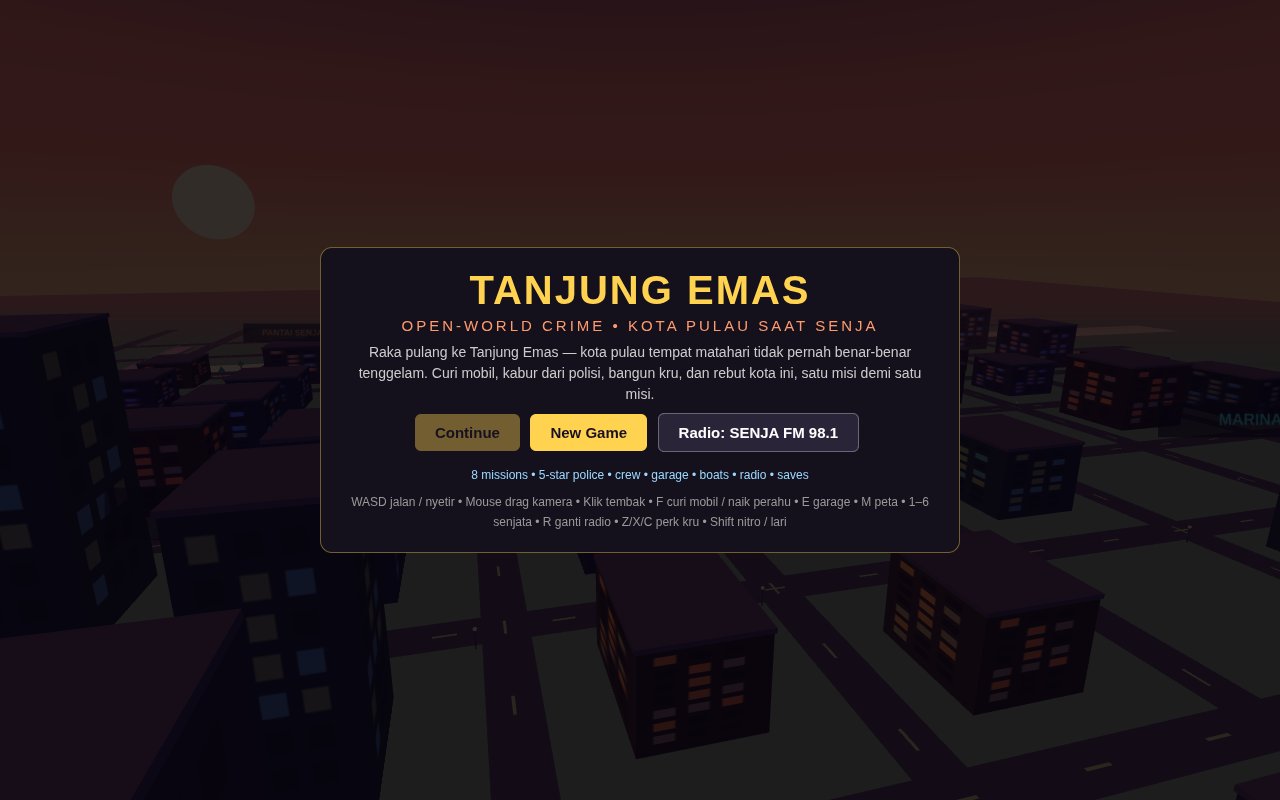 TANJUNG EMAS
OPEN-WORLD CRIME • KOTA PULAU SAAT SENJA
Raka pulang ke Tanjung Emas — kota pulau tempat matahari tidak pernah benar-benar
tenggelam. Curi mobil, kabur dari polisi, bangun kru, dan rebut kota ini, satu misi demi satu
misi.
Continue
New Game
Radio: SENJA FM 98.1
8 missions • 5-star police • crew • garage • boats • radio • saves
WASD jalan / nyetir • Mouse drag kamera • Klik tembak • F curi mobil / naik perahu • E garage • M peta • 1–6
senjata • R ganti radio • Z/X/C perk kru • Shift nitro / lari
PANTAI SENJA
MARINA